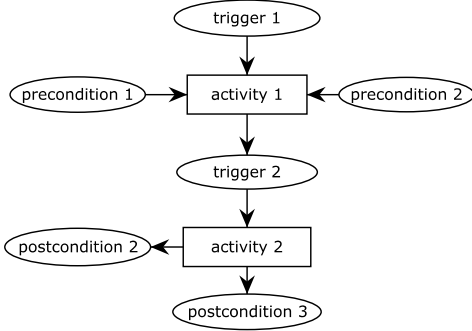 trigger 1
precondition 1
activity 1
precondition 2
trigger 2
postcondition 2
activity 2
postcondition 3